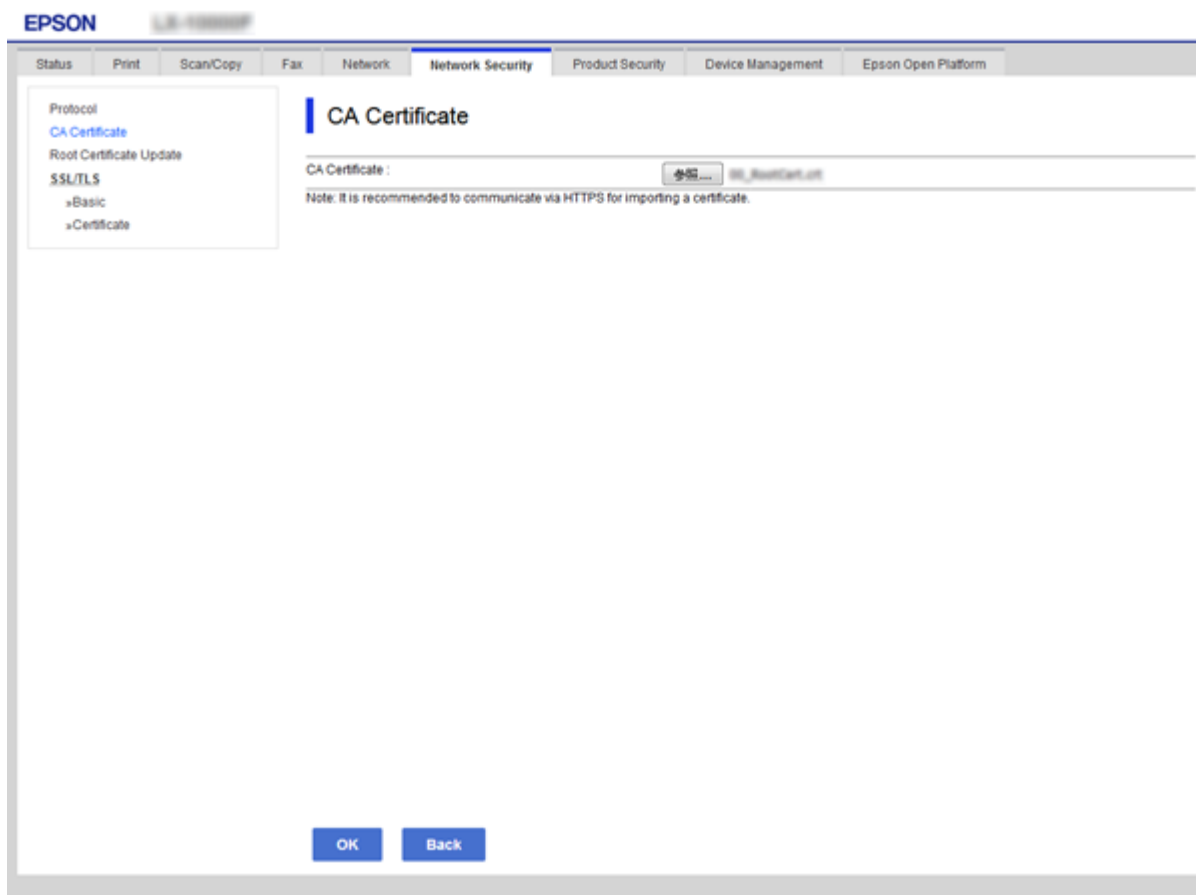 EPSON
Status Print Scan/Copy Fax Network Network Security Product Security Device Management Epson Open Platform
Protocol
CA Certificate
Root Certificate Update
SSL/TLS
»Basic
»Certificate
CA Certificate
CA Certificate :
参照...
Note: It is recommended to communicate via HTTPS for importing a certificate.
OK Back